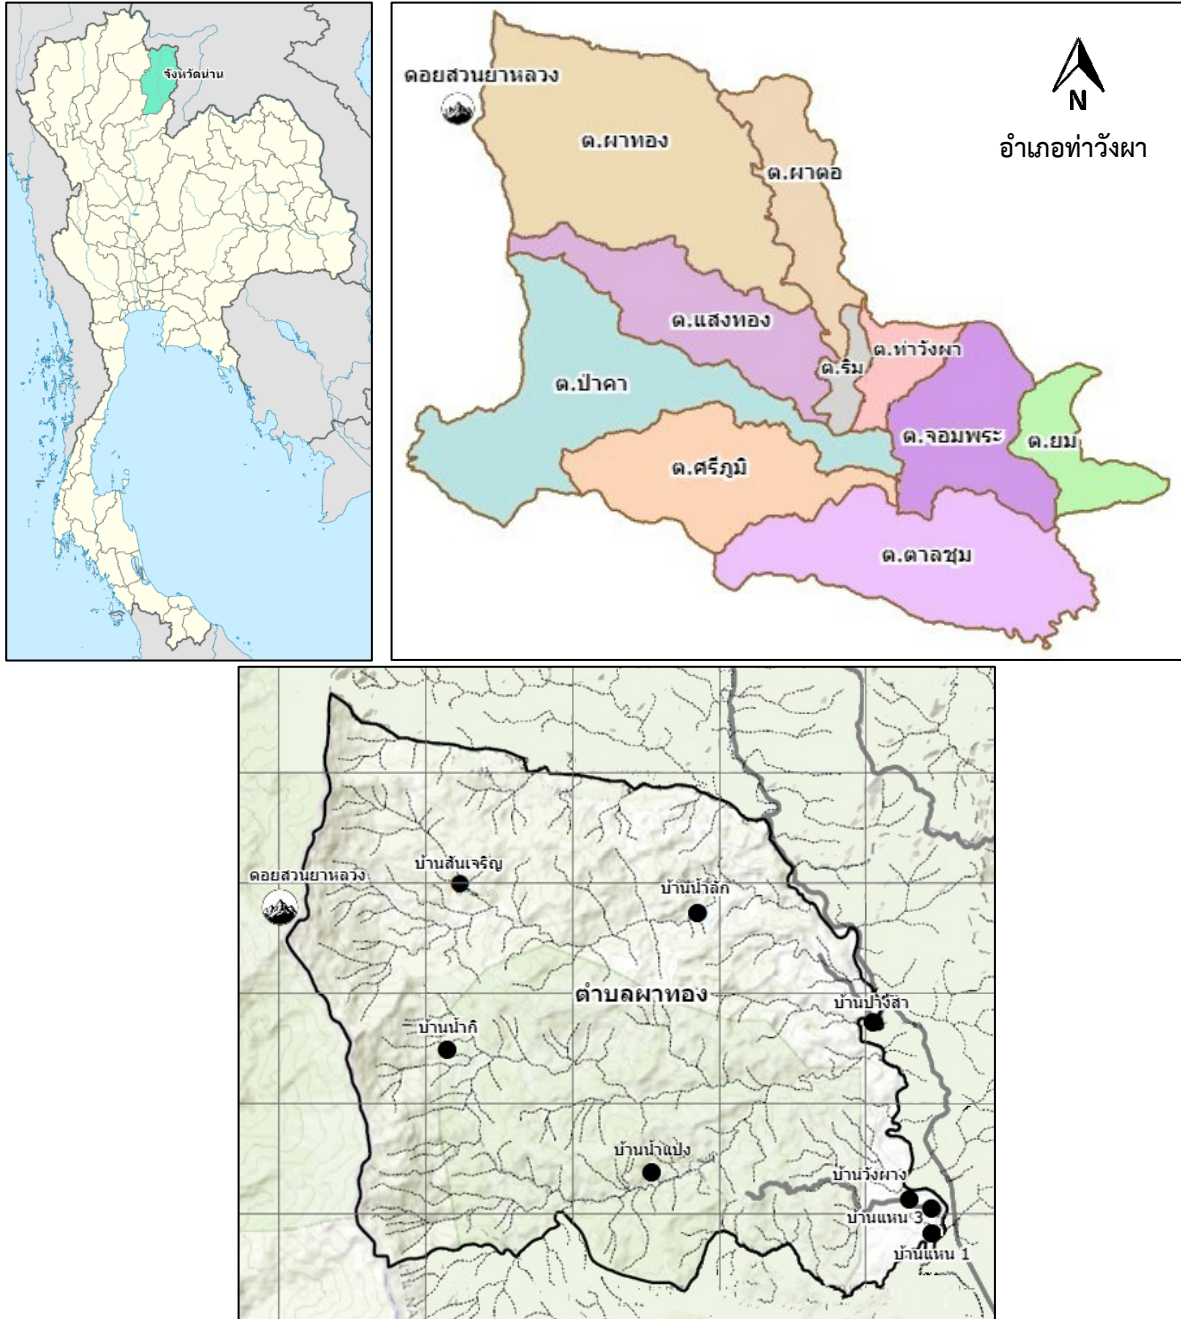 จังหวัดน่าน
ดอยสวนยาหลวง
N
อำเภอท่าวังผา
ต.ผาทอง
ต.ผาตอ
ต.แสงทอง
ต.ท่าวังผา
ต.ริม
ต.ป่าคา
ต.จอมพระ
ต.ยม
ต.ศรีภูมิ
ต.ตาลชุม
บ้านสันเจริญ
ดอยสวนยาหลวง
บ้านน้ำลัก
ตำบลผาทอง
บ้านปางสา
บ้านน้ำกิ
บ้านน้ำแปง
บ้านวังผาง
บ้านแหน 3
บ้านแหน 1